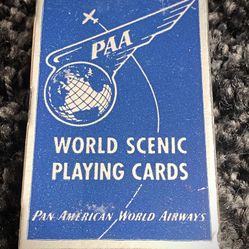 PAA
WORLD SCENIC
PLAYING CARDS
PAN AMERICAN WORLD AIRWAYS